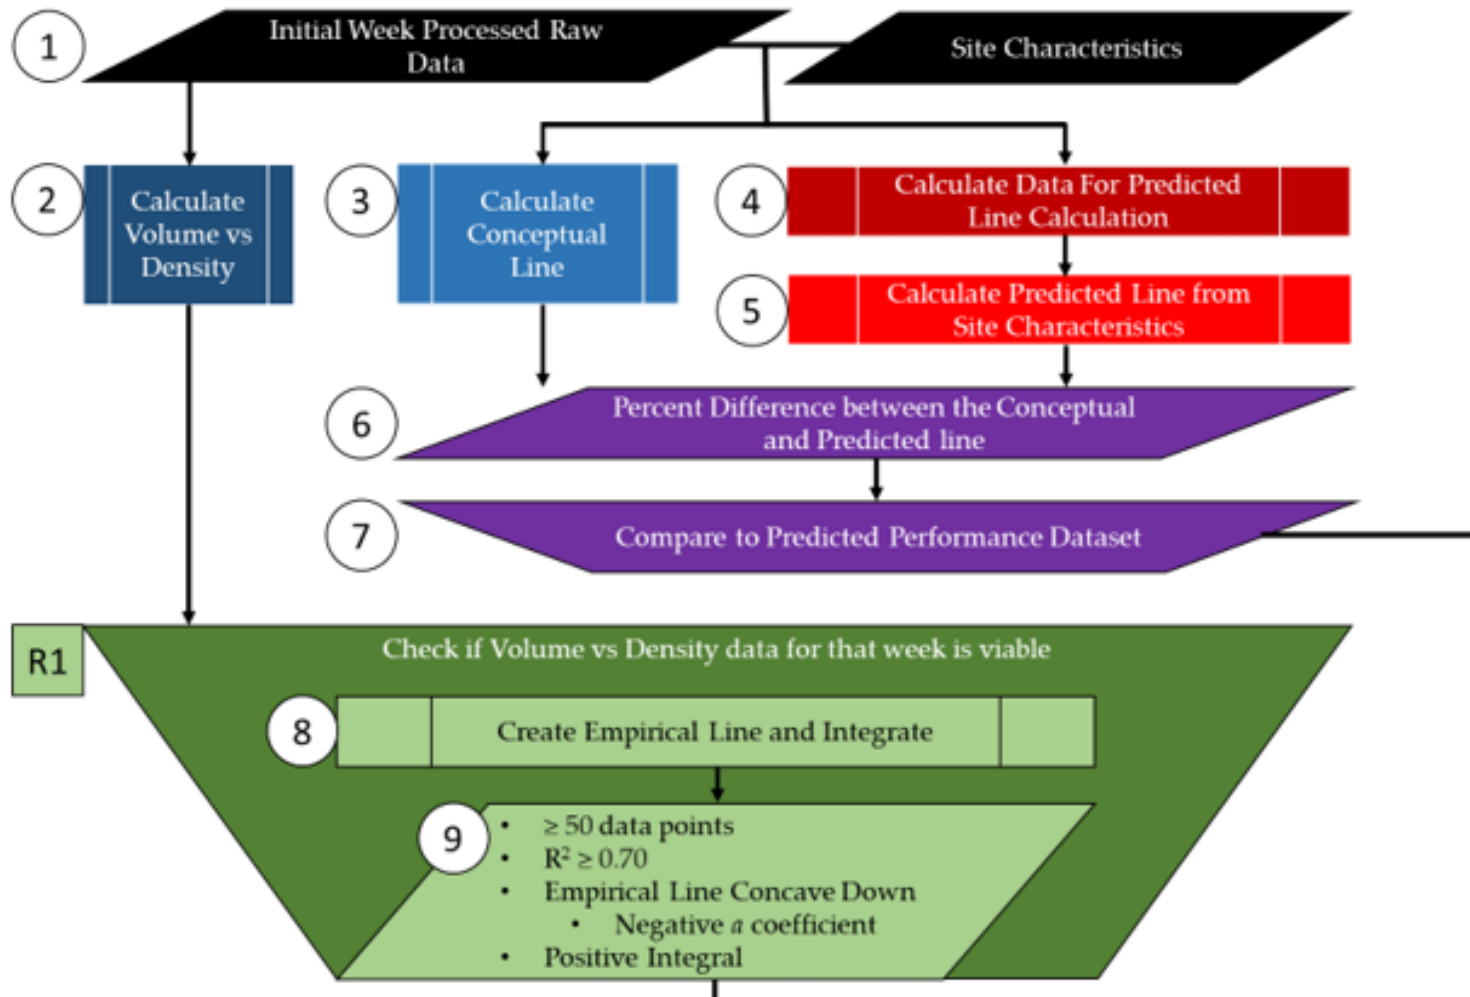 1
Initial Week Processed Raw
Data
Site Characteristics
2
Calculate
Volume vs
Density
3
Calculate
Conceptual
Line
4
Calculate Data For Predicted
Line Calculation
5
Calculate Predicted Line from
Site Characteristics
6
Percent Difference between the Conceptual
and Predicted line
7
Compare to Predicted Performance Dataset
R1
Check if Volume vs Density data for that week is viable
8
Create Empirical Line and Integrate
9
• ≥ 50 data points
• R² ≥ 0.70
• Empirical Line Concave Down
• Negative a coefficient
• Positive Integral